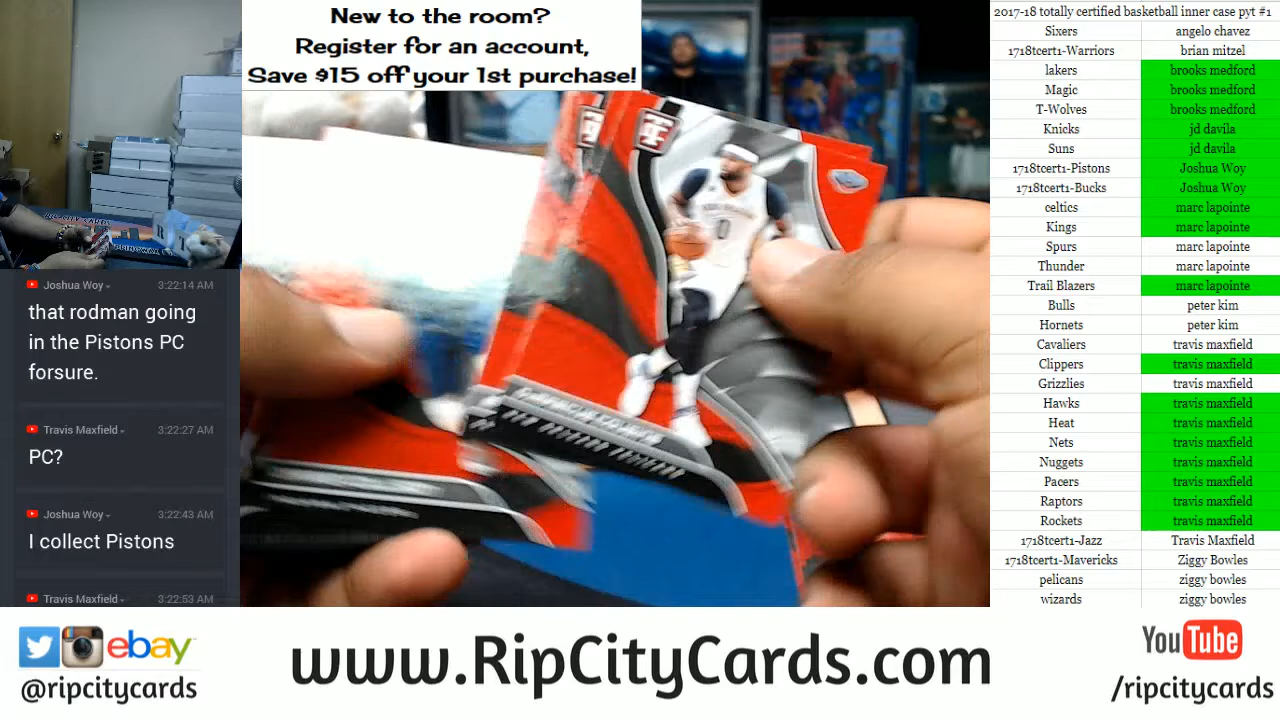 New to the room?
Register for an account,
Save $15 off your 1st purchase!
Joshua Woy 3:22:14 AM
that rodman going
in the Pistons PC
forsure.
Travis Maxfield 3:22:27 AM
PC?
Joshua Woy 3:22:43 AM
I collect Pistons
Travis Maxfield 3:22:53 AM
0
2017-18 totally certified basketball inner case pyt #1
Sixers angelo chavez
1718tcert1-Warriors brian mitzel
lakers brooks medford
Magic brooks medford
T-Wolves brooks medford
Knicks jd davila
Suns jd davila
1718tcert1-Pistons Joshua Woy
1718tcert1-Bucks Joshua Woy
celtics marc lapointe
Kings marc lapointe
Spurs marc lapointe
Thunder marc lapointe
Trail Blazers marc lapointe
Bulls peter kim
Hornets peter kim
Cavaliers travis maxfield
Clippers travis maxfield
Grizzlies travis maxfield
Hawks travis maxfield
Heat travis maxfield
Nets travis maxfield
Nuggets travis maxfield
Pacers travis maxfield
Raptors travis maxfield
Rockets travis maxfield
1718tcert1-Jazz Travis Maxfield
1718tcert1-Mavericks Ziggy Bowles
pelicans ziggy bowles
wizards ziggy bowles
ebay
@ripcitycards
www.RipCityCards.com
YouTube
/ripcitycards